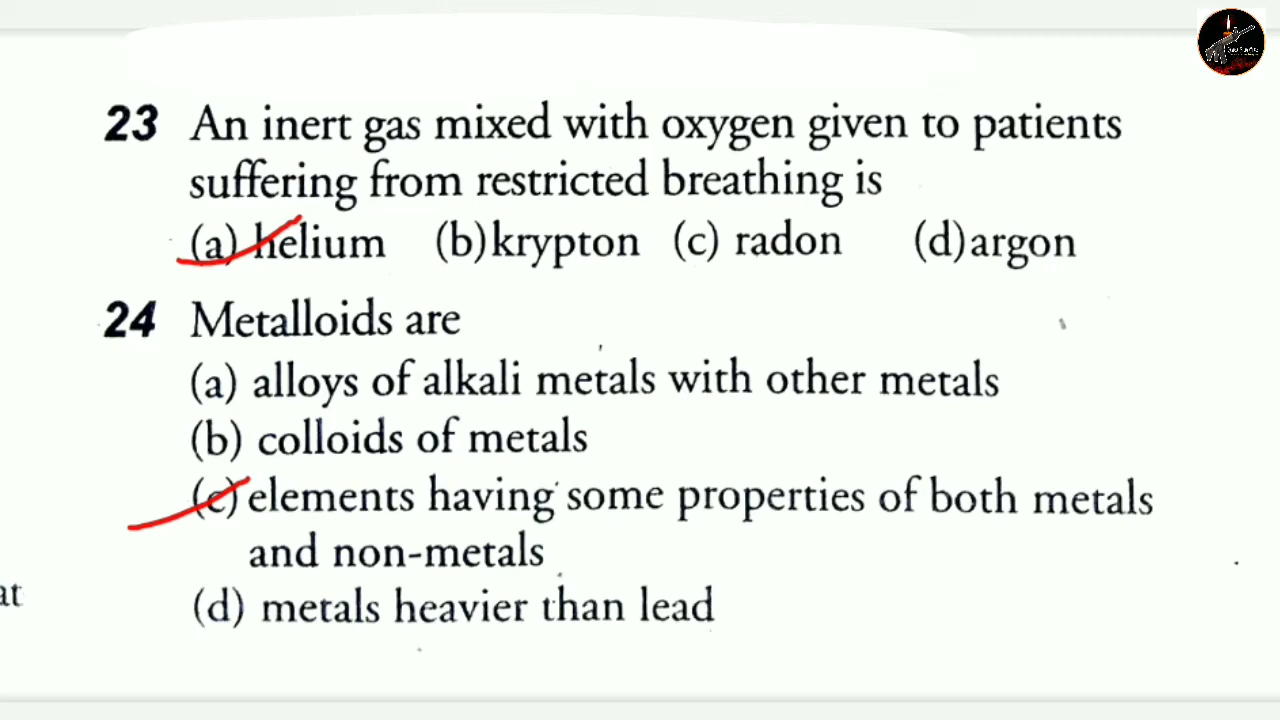 23 An inert gas mixed with oxygen given to patients
suffering from restricted breathing is
(a) helium (b) krypton (c) radon (d) argon
24 Metalloids are
(a) alloys of alkali metals with other metals
(b) colloids of metals
(c) elements having some properties of both metals
and non-metals
at
(d) metals heavier than lead